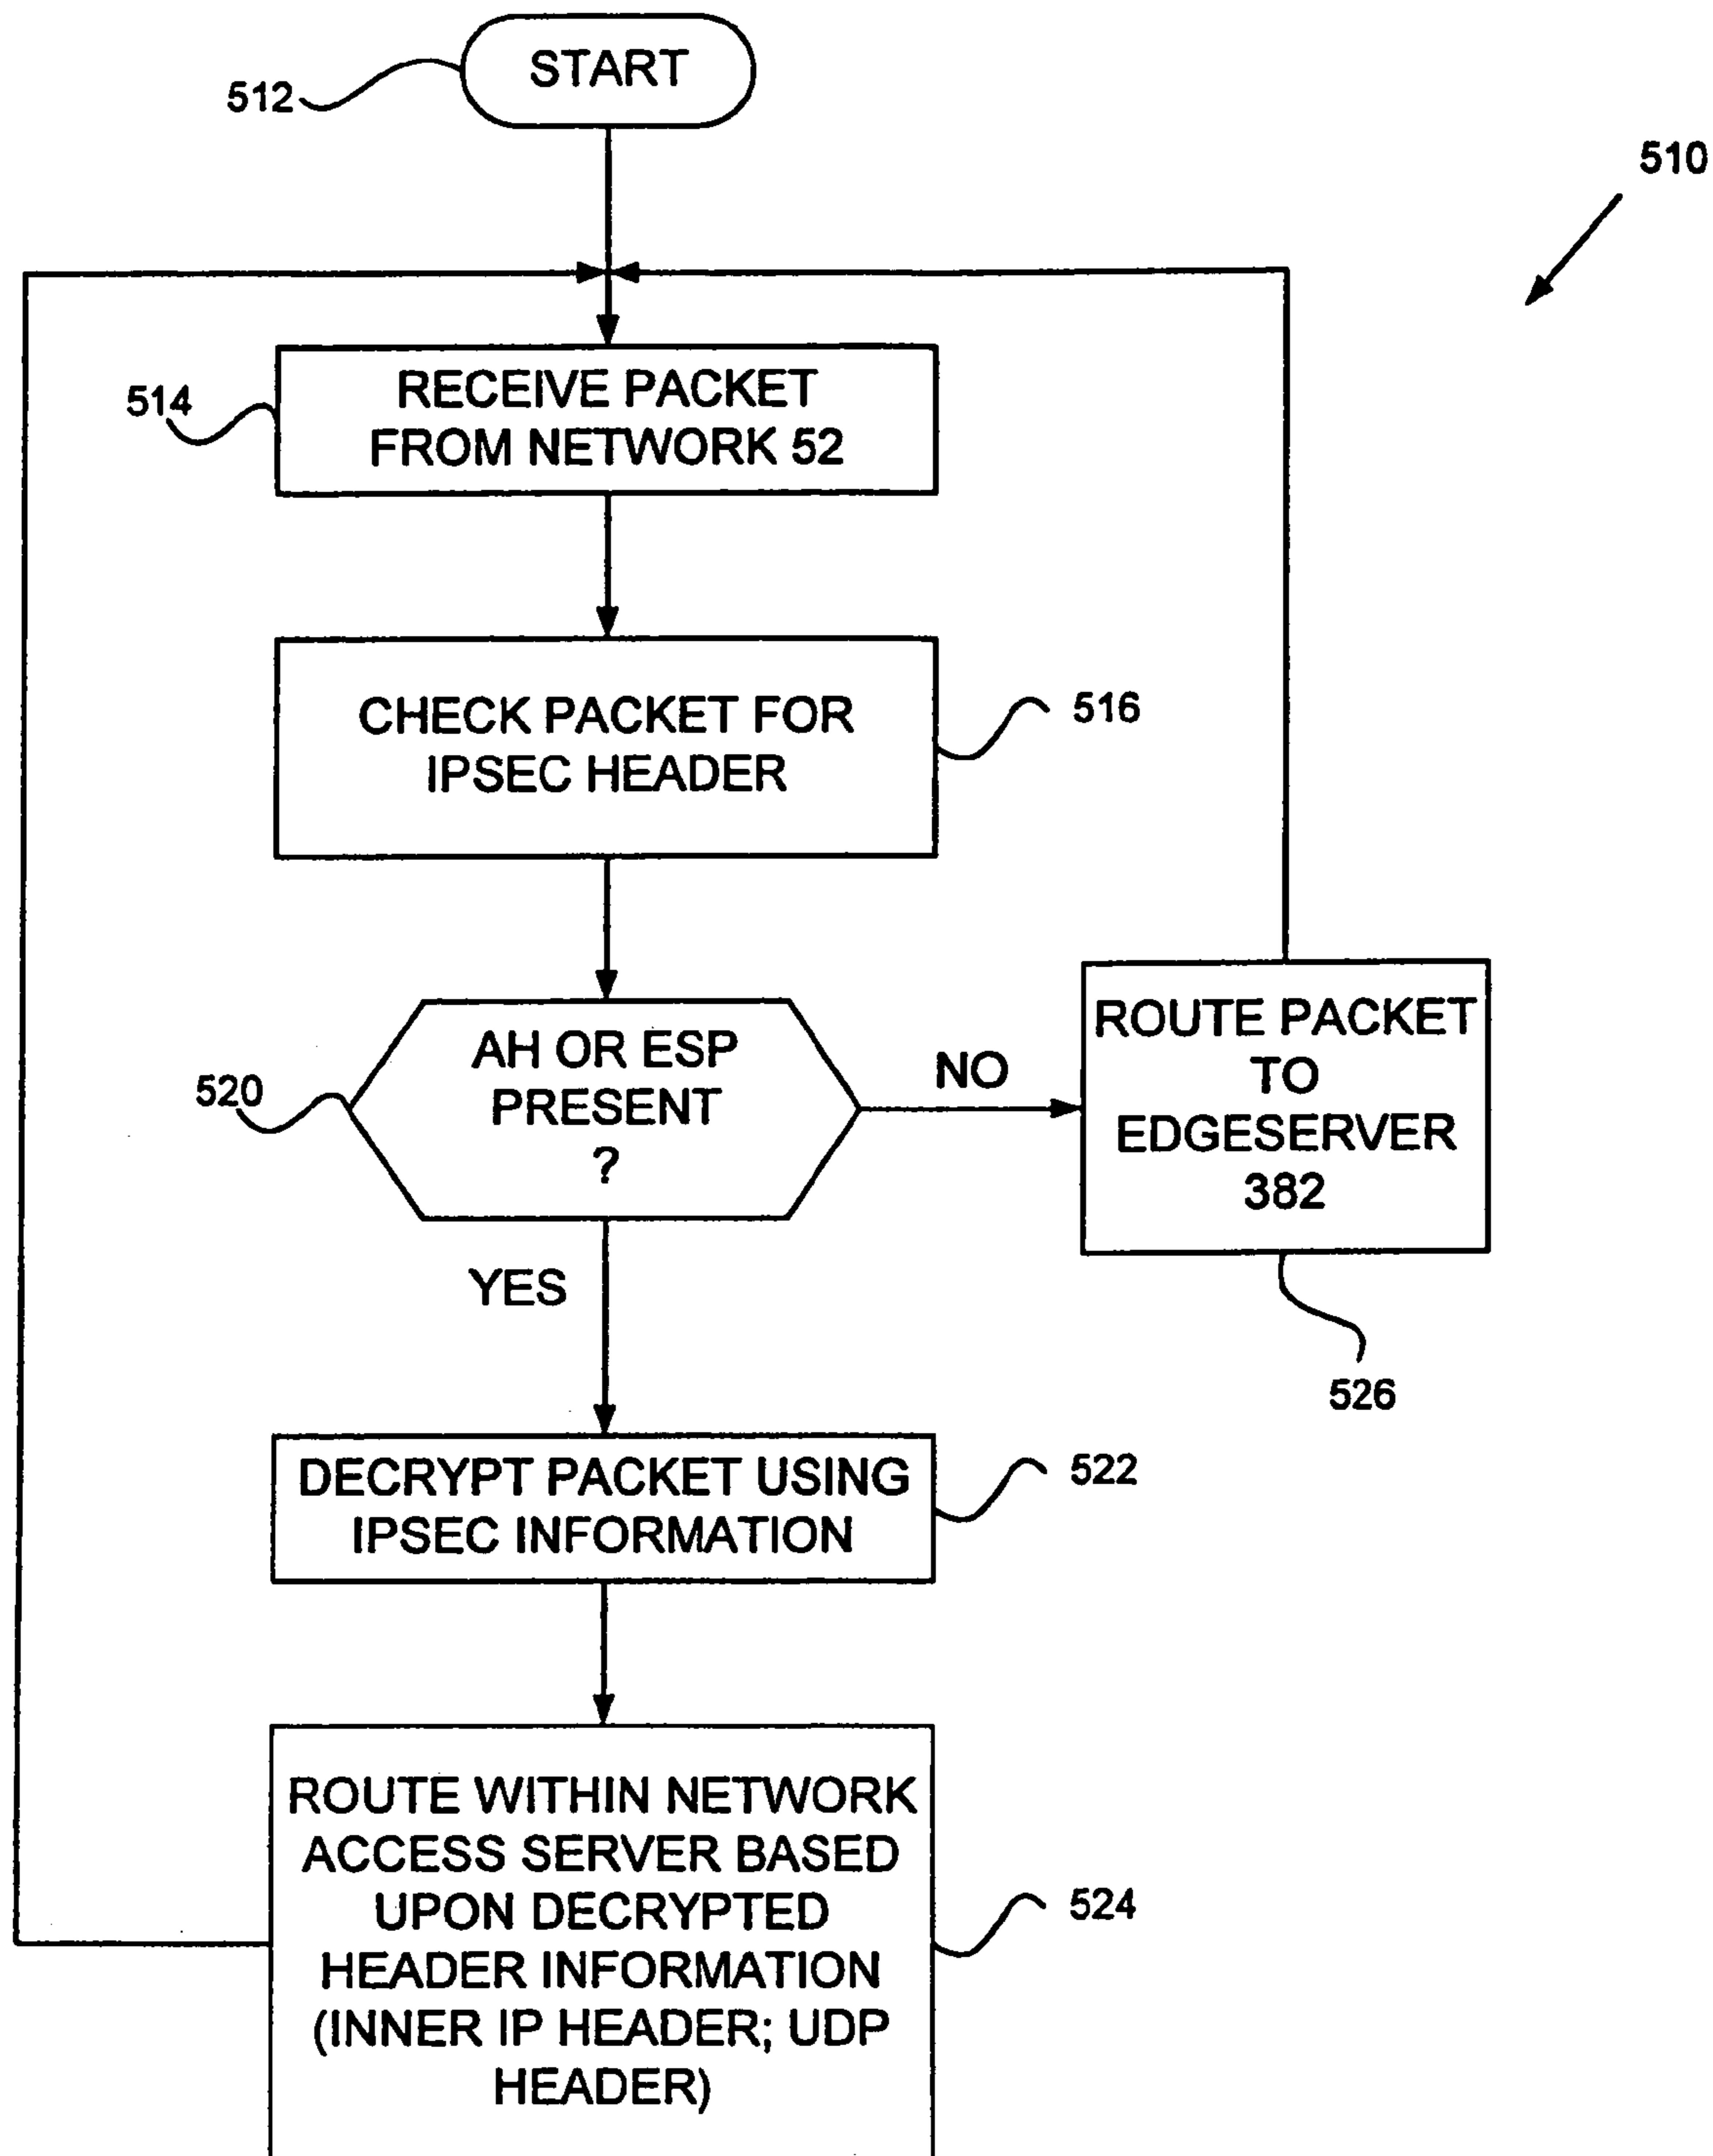 START
512
510
RECEIVE PACKET
FROM NETWORK 52
514
CHECK PACKET FOR
IPSEC HEADER
516
AH OR ESP
PRESENT
?
520
NO
ROUTE PACKET
TO
EDGESERVER
382
526
YES
DECRYPT PACKET USING
IPSEC INFORMATION
522
ROUTE WITHIN NETWORK
ACCESS SERVER BASED
UPON DECRYPTED
HEADER INFORMATION
(INNER IP HEADER; UDP
HEADER)
524